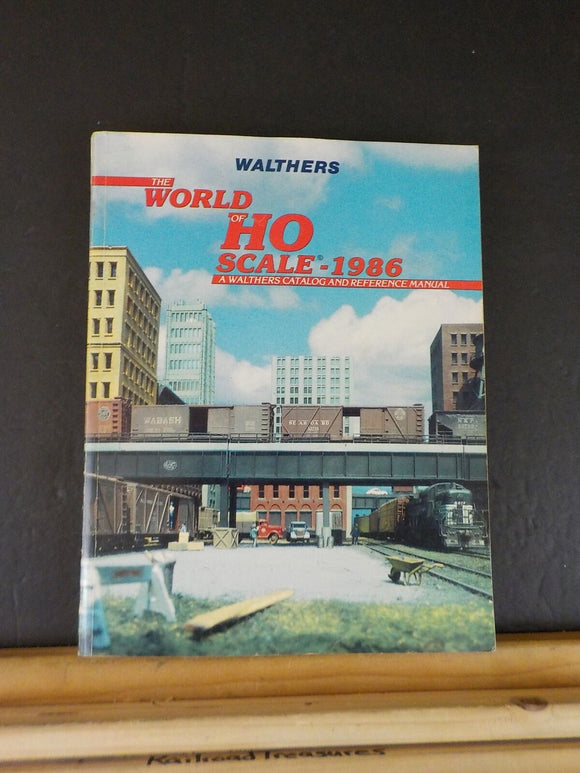 WALTHERS
THE
WORLD
OF
HO
SCALE®-1986
A WALTHERS CATALOG AND REFERENCE MANUAL
WABASH
Railroad Treasures